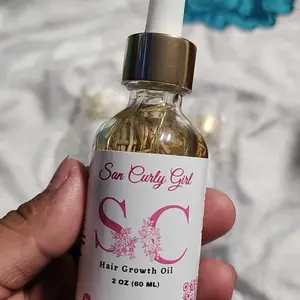 San Curly Girl
SC
Hair Growth Oil
2 OZ (60 ML)